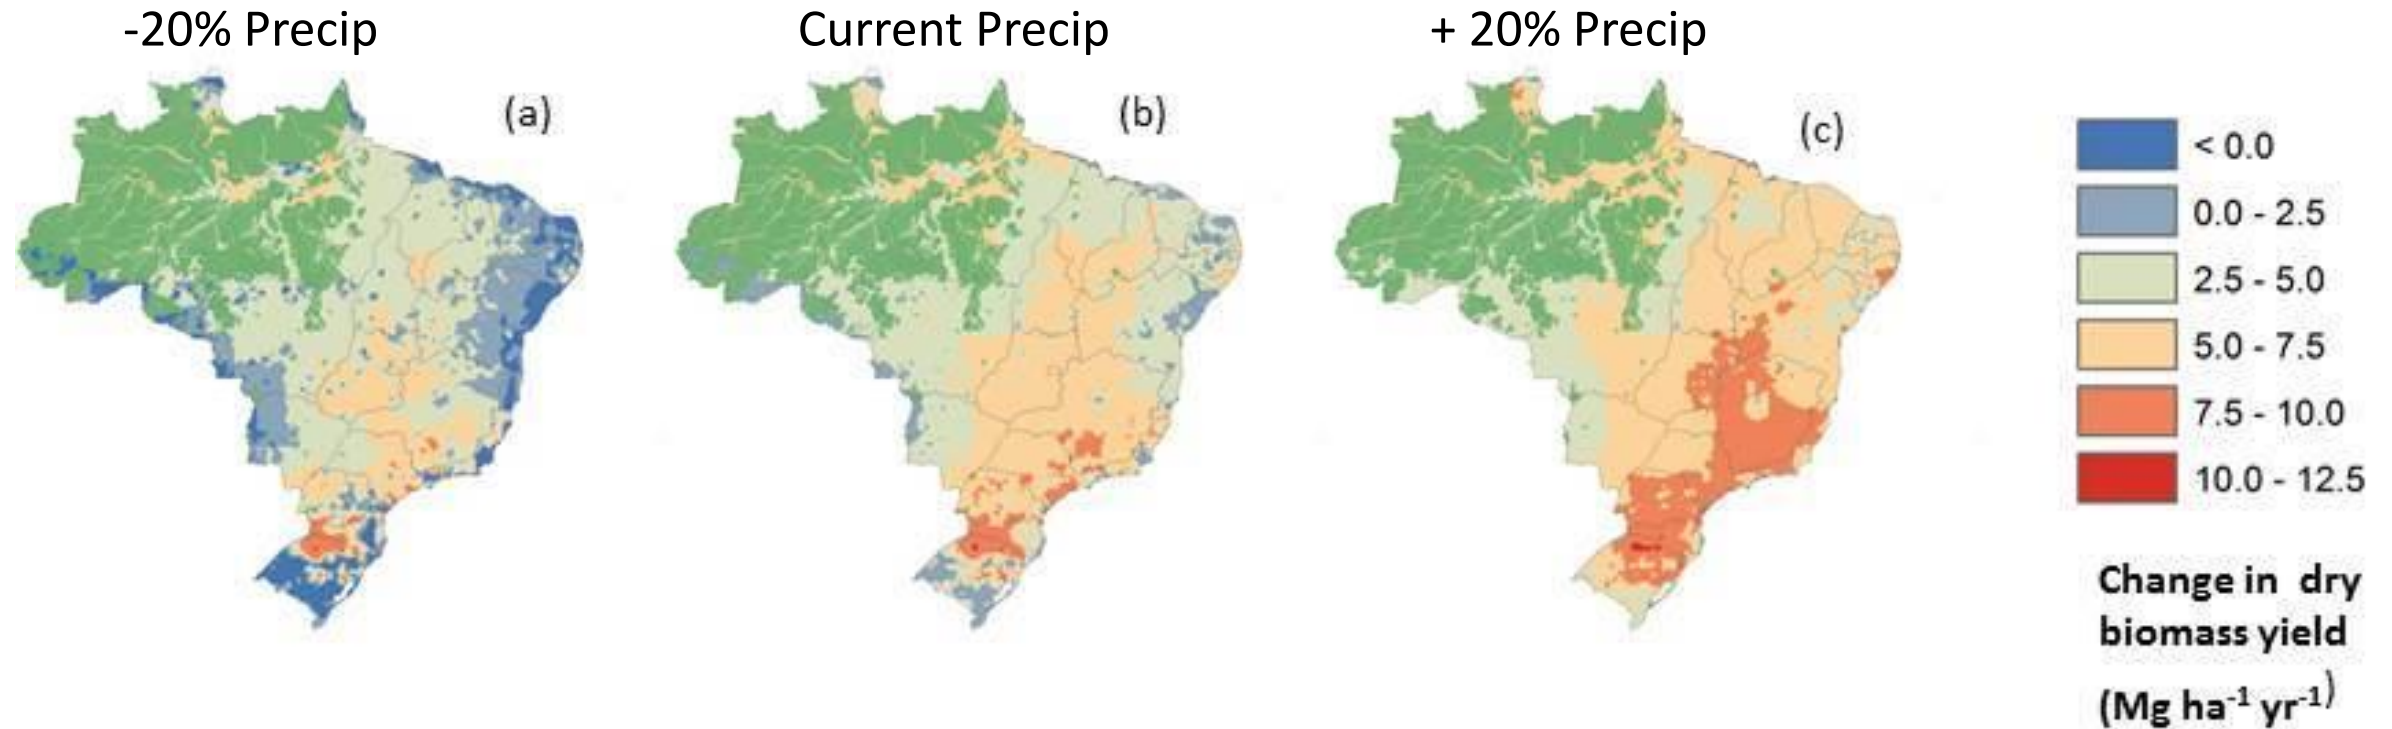 -20% Precip
Current Precip
+ 20% Precip
(a)
(b)
(c)
< 0.0
0.0 - 2.5
2.5 - 5.0
5.0 - 7.5
7.5 - 10.0
10.0 - 12.5
Change in dry
biomass yield
(Mg ha⁻¹ yr⁻¹)